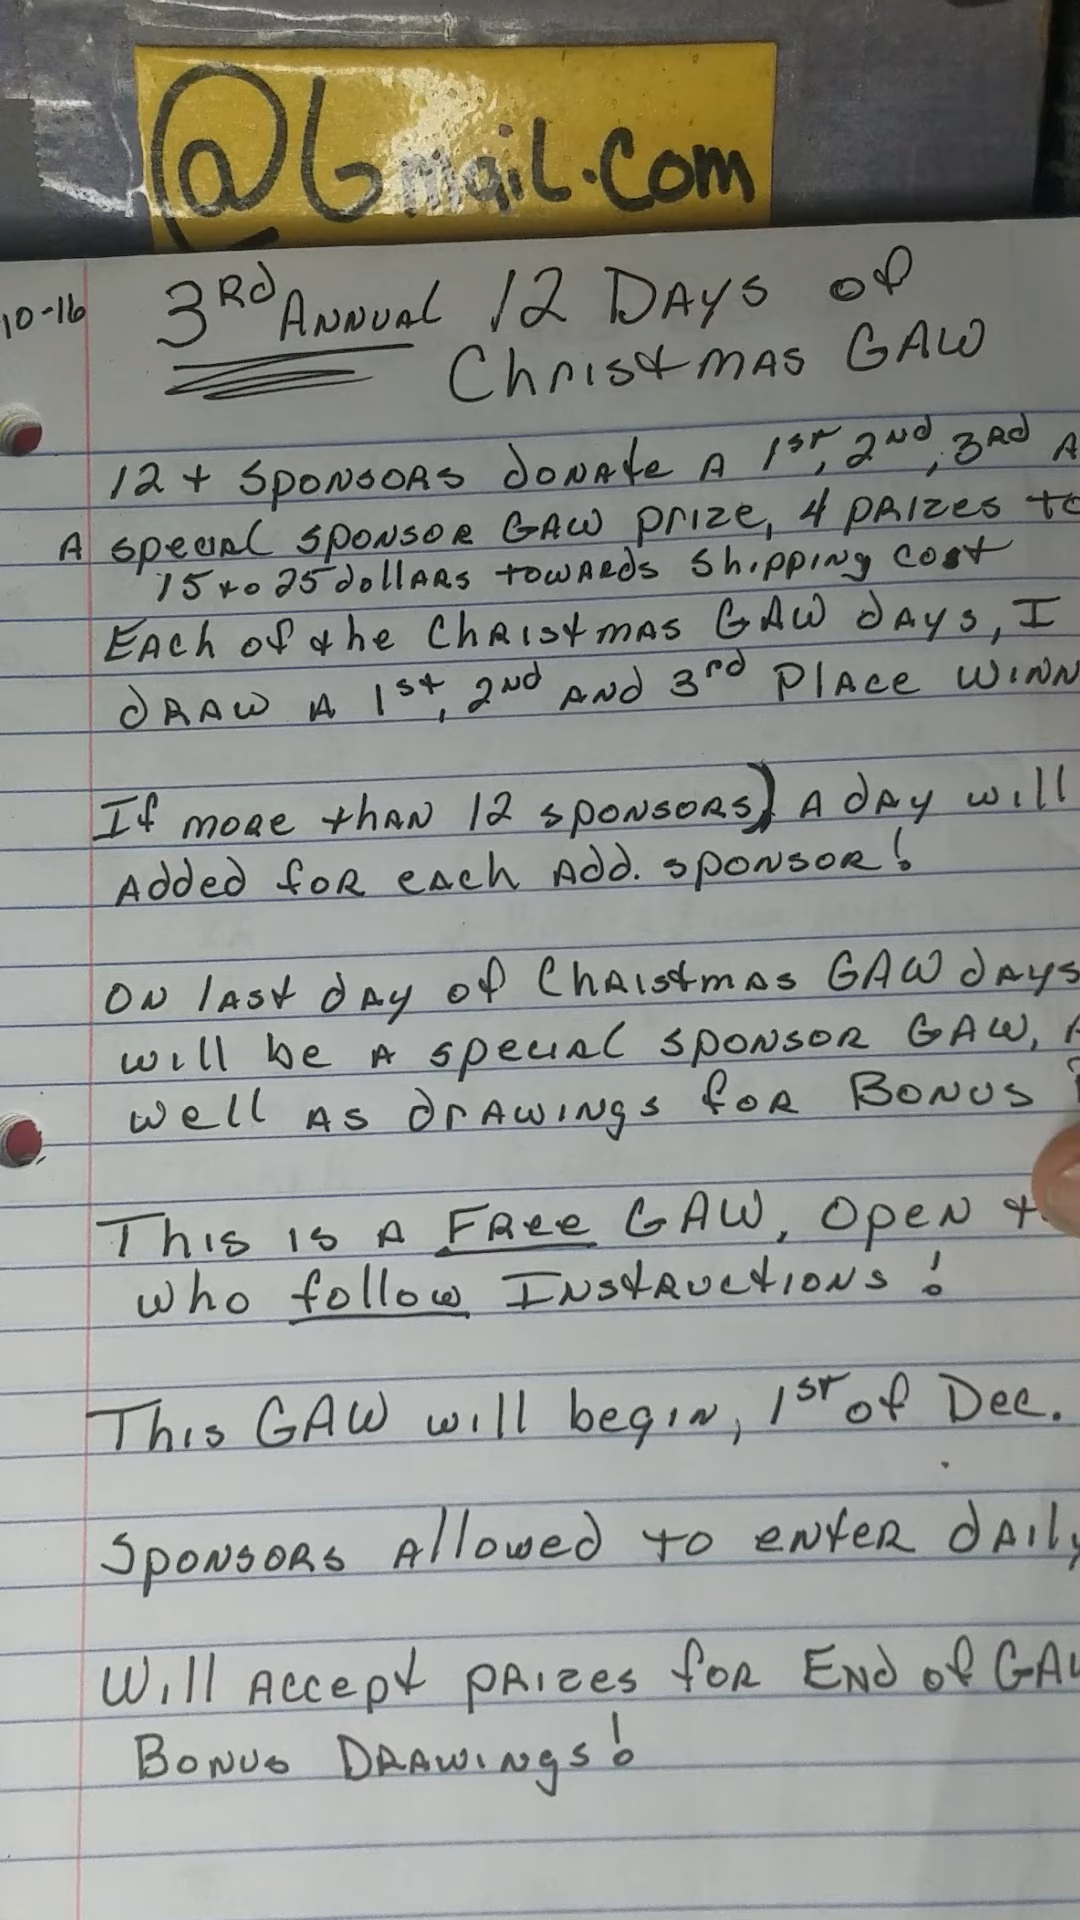 @Gmail.com
10-16
3Rd Annual 12 Days of
Christmas GAW
12+ Sponsors donate A 1st, 2nd, 3rd A
A special sponsor GAW prize, 4 prizes to
15 to 25 dollars towards shipping cost
Each of the Christmas GAW days, I
draw A 1st, 2nd and 3rd Place Winn
If more than 12 sponsors) A day will
Added for each Add. sponsor!
On last day of Christmas GAW days
will be A special sponsor GAW, A
well as drawings for Bonus
This is A Free GAW, Open t
who follow Instructions!
This GAW will begin, 1st of Dec.
Sponsors Allowed to enter daily
Will Accept prizes for End of GAW
Bonus Drawings!